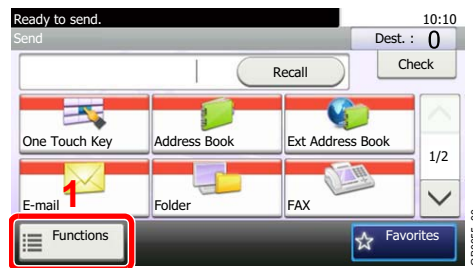 Ready to send.
10:10
Send
Dest. : 0
Recall
Check
One Touch Key
Address Book
Ext Address Book
1/2
E-mail
Folder
FAX
1
Functions
Favorites